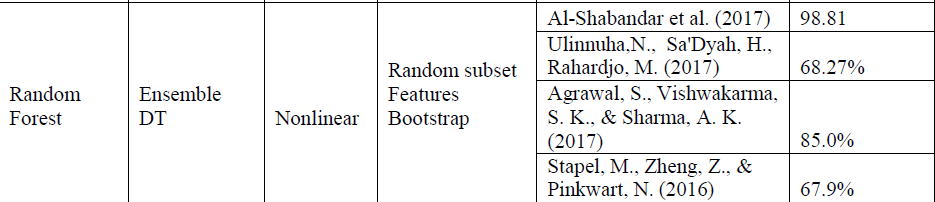 Random
Forest
Ensemble
DT
Nonlinear
Random subset
Features
Bootstrap
Al-Shabandar et al. (2017)
98.81
Ulinnuha,N., Sa'Dyah, H.,
Rahardjo, M. (2017)
68.27%
Agrawal, S., Vishwakarma,
S. K., & Sharma, A. K.
(2017)
85.0%
Stapel, M., Zheng, Z., &
Pinkwart, N. (2016)
67.9%